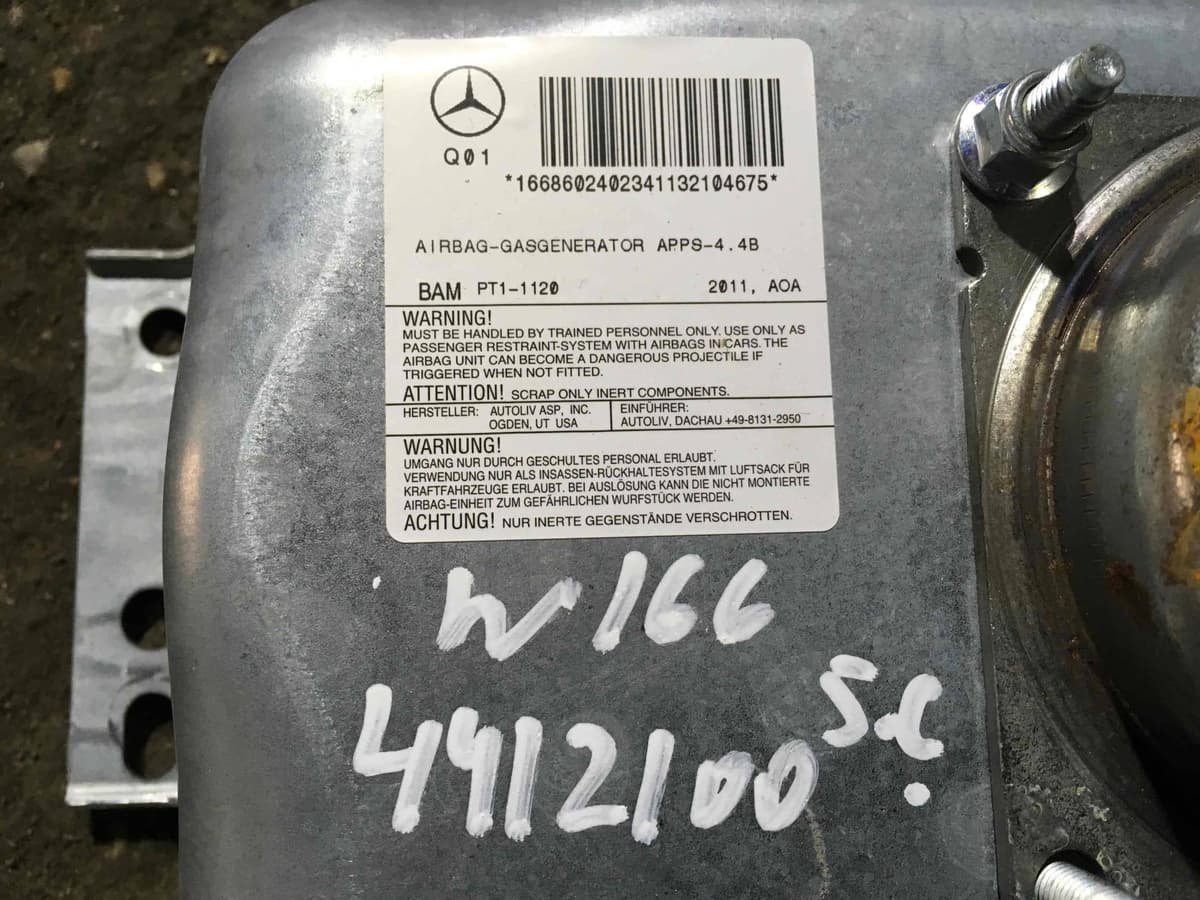 Q01
*1668602402341132104675*
AIRBAG-GASGENERATOR APPS-4.4B
BAM PT1-1120 2011, AOA
WARNING!
MUST BE HANDLED BY TRAINED PERSONNEL ONLY. USE ONLY AS
PASSENGER RESTRAINT-SYSTEM WITH AIRBAGS IN CARS. THE
AIRBAG UNIT CAN BECOME A DANGEROUS PROJECTILE IF
TRIGGERED WHEN NOT FITTED.
ATTENTION! SCRAP ONLY INERT COMPONENTS.
HERSTELLER: AUTOLIV ASP, INC.
OGDEN, UT USA
EINFÜHRER:
AUTOLIV, DACHAU +49-8131-2950
WARNUNG!
UMGANG NUR DURCH GESCHULTES PERSONAL ERLAUBT.
VERWENDUNG NUR ALS INSASSEN-RÜCKHALTESYSTEM MIT LUFTSACK FÜR
KRAFTFAHRZEUGE ERLAUBT. BEI AUSLÖSUNG KANN DIE NICHT MONTIERTE
AIRBAG-EINHEIT ZUM GEFÄHRLICHEN WURFSTÜCK WERDEN.
ACHTUNG! NUR INERTE GEGENSTÄNDE VERSCHROTTEN.
W166
4412100